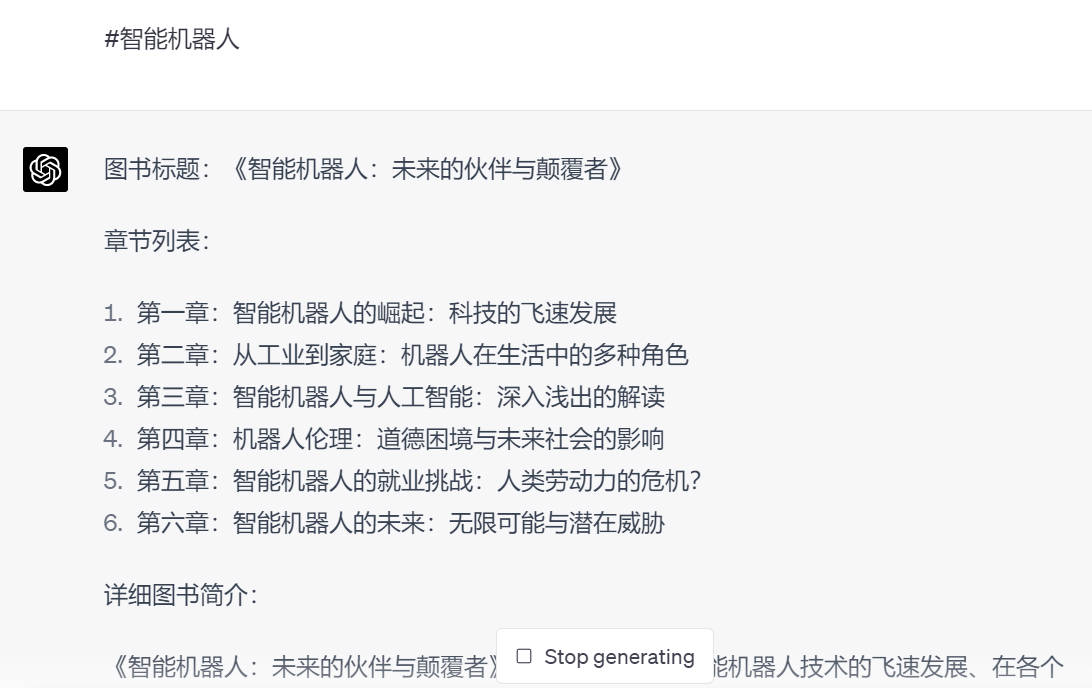 #智能机器人
图书标题：《智能机器人：未来的伙伴与颠覆者》
章节列表：
1. 第一章：智能机器人的崛起：科技的飞速发展
2. 第二章：从工业到家庭：机器人在生活中的多种角色
3. 第三章：智能机器人与人工智能：深入浅出的解读
4. 第四章：机器人伦理：道德困境与未来社会的影响
5. 第五章：智能机器人的就业挑战：人类劳动力的危机？
6. 第六章：智能机器人的未来：无限可能与潜在威胁
详细图书简介：
《智能机器人：未来的伙伴与颠覆者》 能机器人技术的飞速发展、在各个
Stop generating